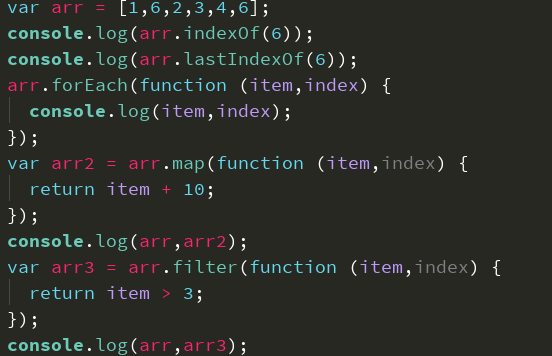 var arr = [1,6,2,3,4,6];
console.log(arr.indexOf(6));
console.log(arr.lastIndexOf(6));
arr.forEach(function (item,index) {
  console.log(item,index);
});
var arr2 = arr.map(function (item,index) {
  return item + 10;
});
console.log(arr,arr2);
var arr3 = arr.filter(function (item,index) {
  return item > 3;
});
console.log(arr,arr3);